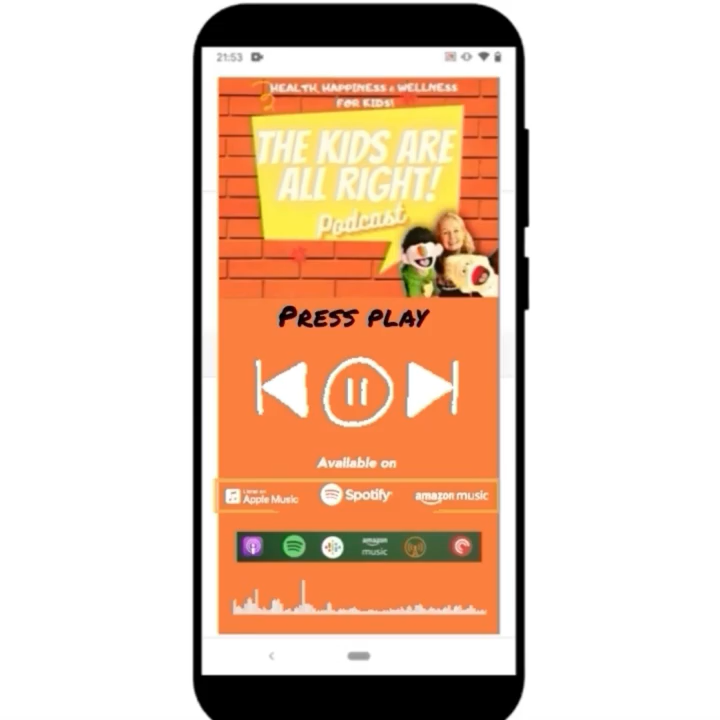 21:53
HEALTH, HAPPINESS & WELLNESS
FOR KIDS!
THE KIDS ARE
ALL RIGHT!
Podcast
PRESS PLAY
Available on
Apple Music
Spotify
amazon music
amazon
music